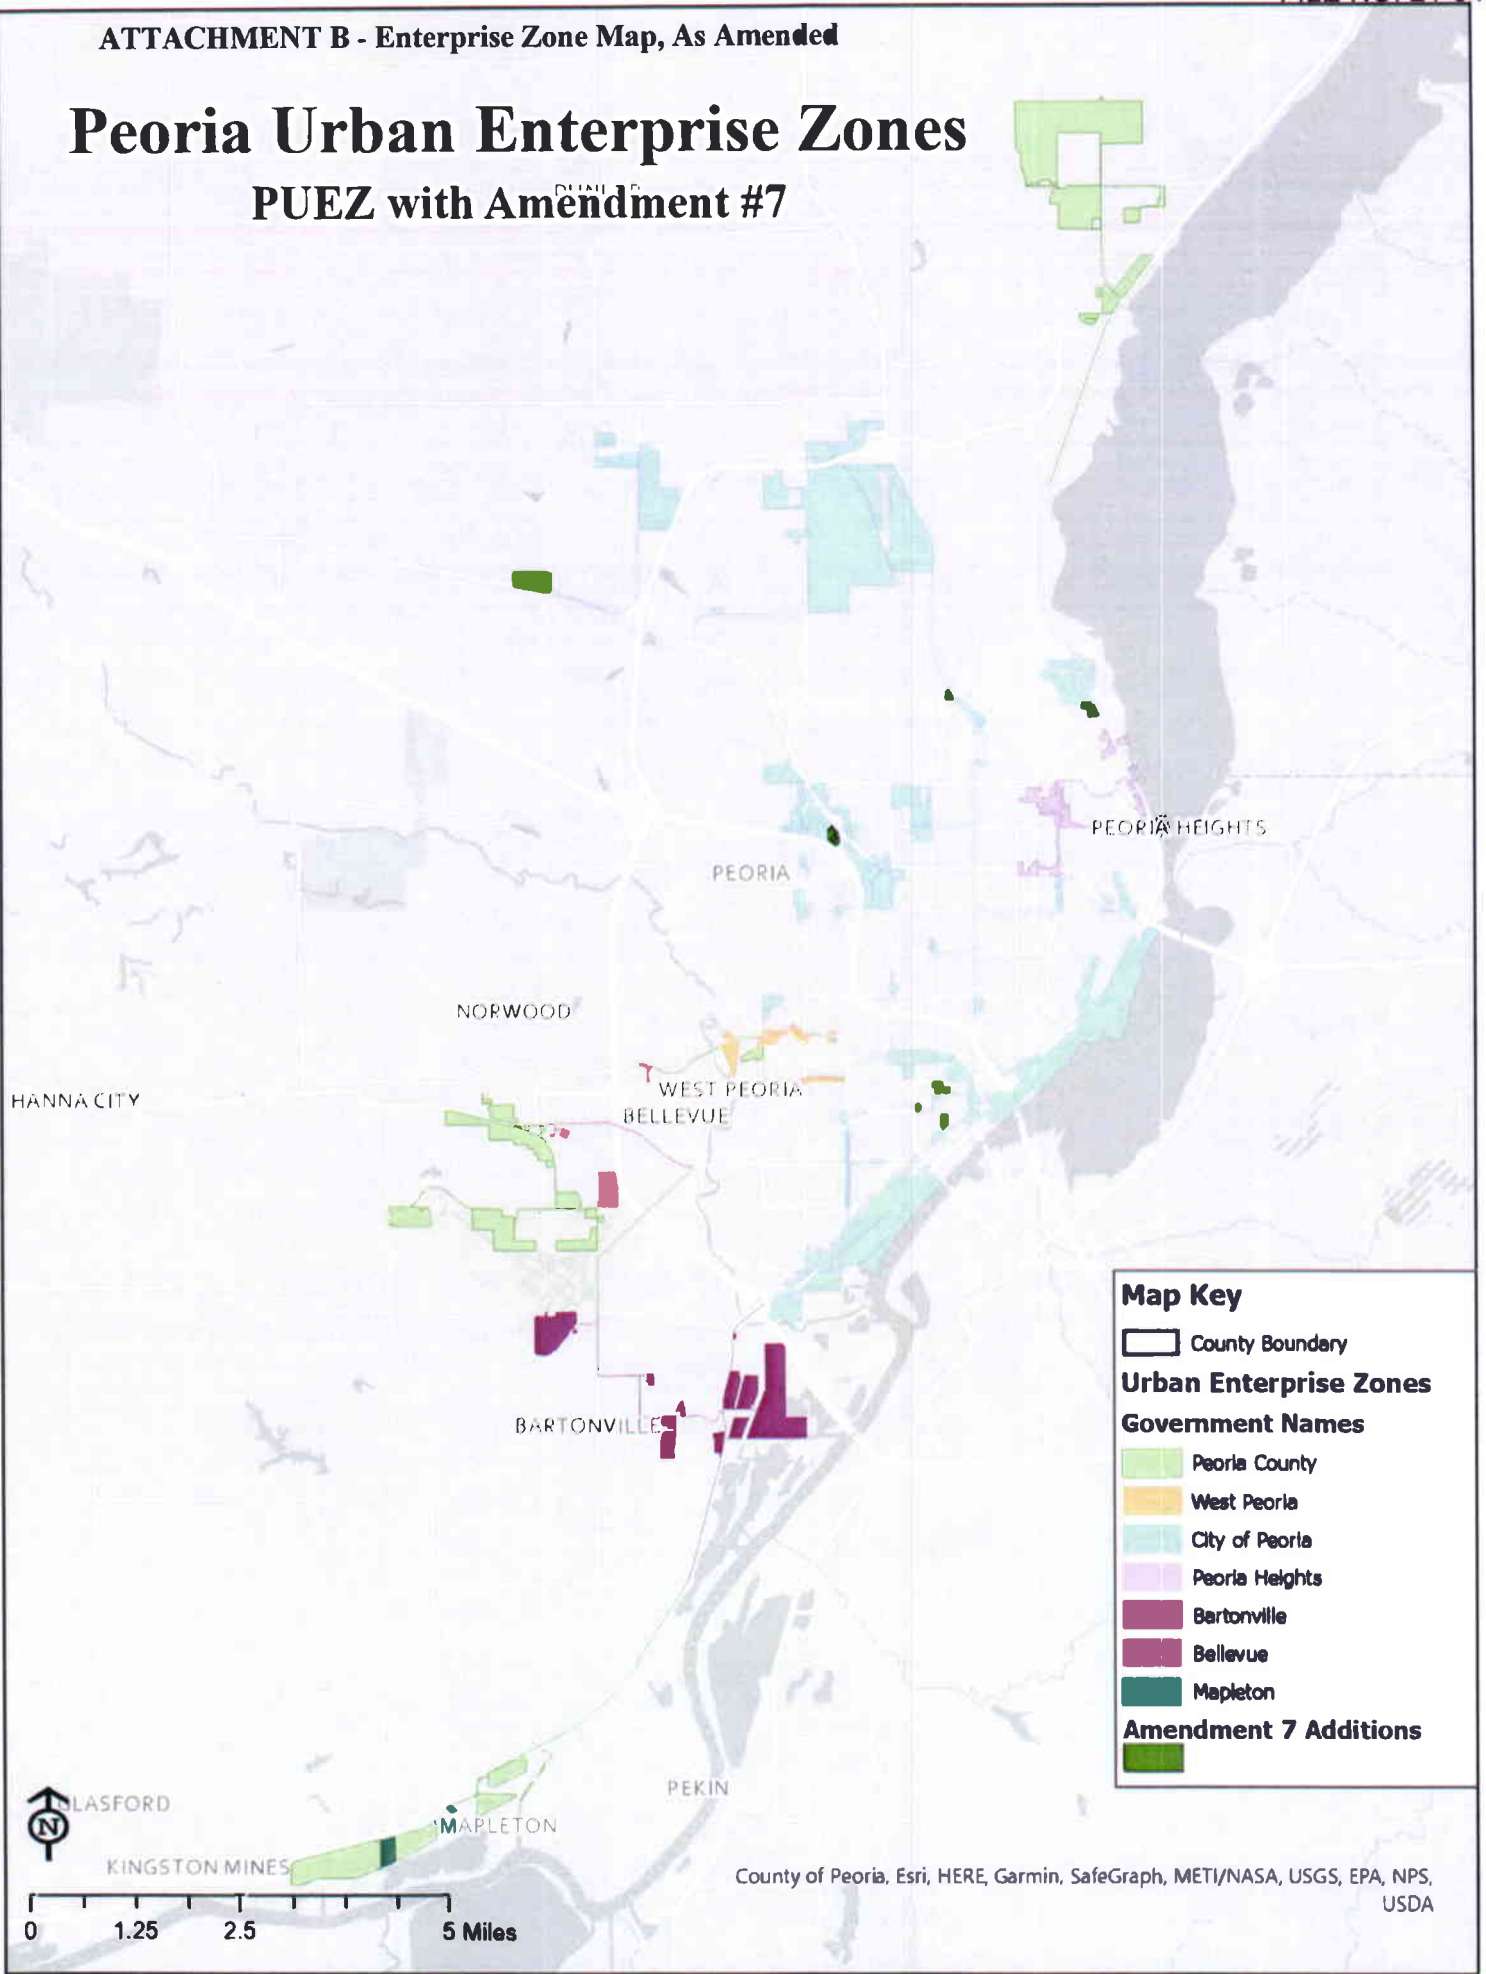 ATTACHMENT B - Enterprise Zone Map, As Amended
Peoria Urban Enterprise Zones
PUEZ with Amendment #7
PEORIA HEIGHTS
PEORIA
NORWOOD
HANNA CITY
WEST PEORIA
BELLEVUE
BARTONVILLE
Map Key
County Boundary
Urban Enterprise Zones
Government Names
Peoria County
West Peoria
City of Peoria
Peoria Heights
Bartonville
Bellevue
Mapleton
Amendment 7 Additions
PEKIN
GLASFORD
N
MAPLETON
KINGSTON MINES
County of Peoria, Esri, HERE, Garmin, SafeGraph, METI/NASA, USGS, EPA, NPS,
USDA
0 1.25 2.5 5 Miles